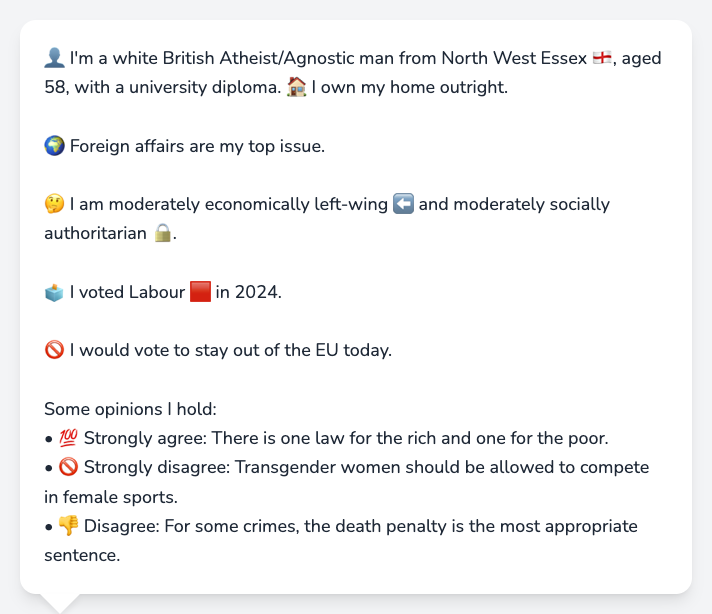 👤 I'm a white British Atheist/Agnostic man from North West Essex 🏴󠁧󠁢󠁥󠁮󠁧󠁿, aged
58, with a university diploma. 🏠 I own my home outright.
🌍 Foreign affairs are my top issue.
🤔 I am moderately economically left-wing ⬅️ and moderately socially
authoritarian 🔒.
🗳️ I voted Labour 🟥 in 2024.
🚫 I would vote to stay out of the EU today.
Some opinions I hold:
• 💯 Strongly agree: There is one law for the rich and one for the poor.
• 🚫 Strongly disagree: Transgender women should be allowed to compete
in female sports.
• 👎 Disagree: For some crimes, the death penalty is the most appropriate
sentence.